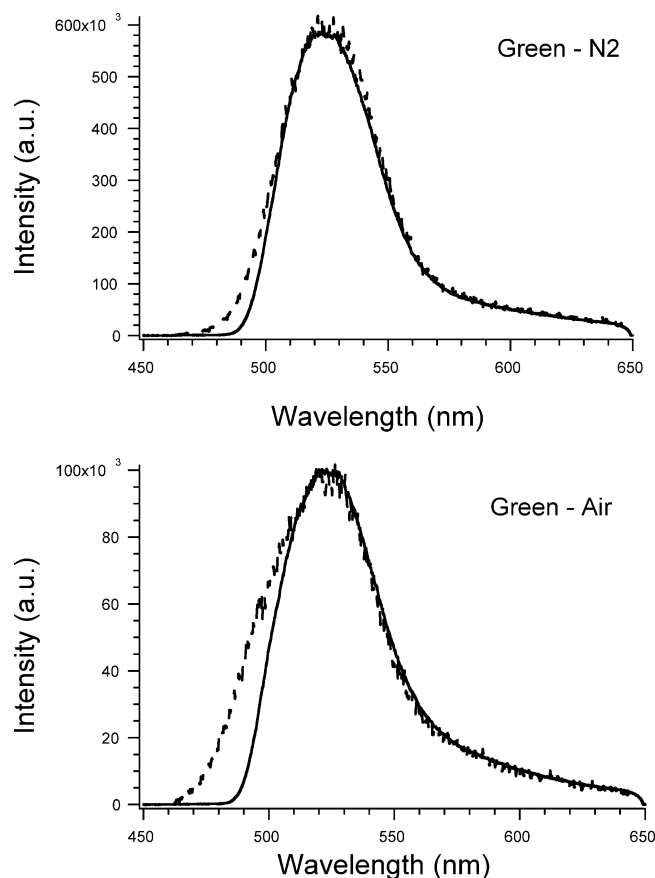 600x10 3
500
400
300
200
100
0
Intensity (a.u.)
Green - N2
450 500 550 600 650
Wavelength (nm)
100x10 3
80
60
40
20
0
Intensity (a.u.)
Green - Air
450 500 550 600 650
Wavelength (nm)